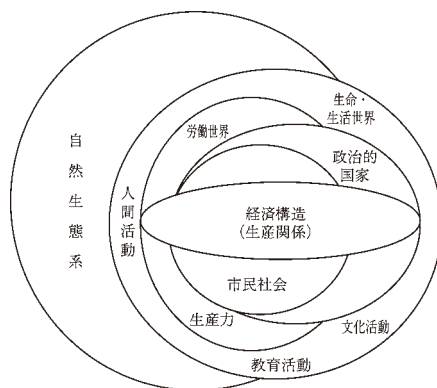 自然生態系
人間活動
生命・
生活世界
労働世界
政治的
国家
経済構造
(生産関係)
市民社会
生産力
文化活動
教育活動